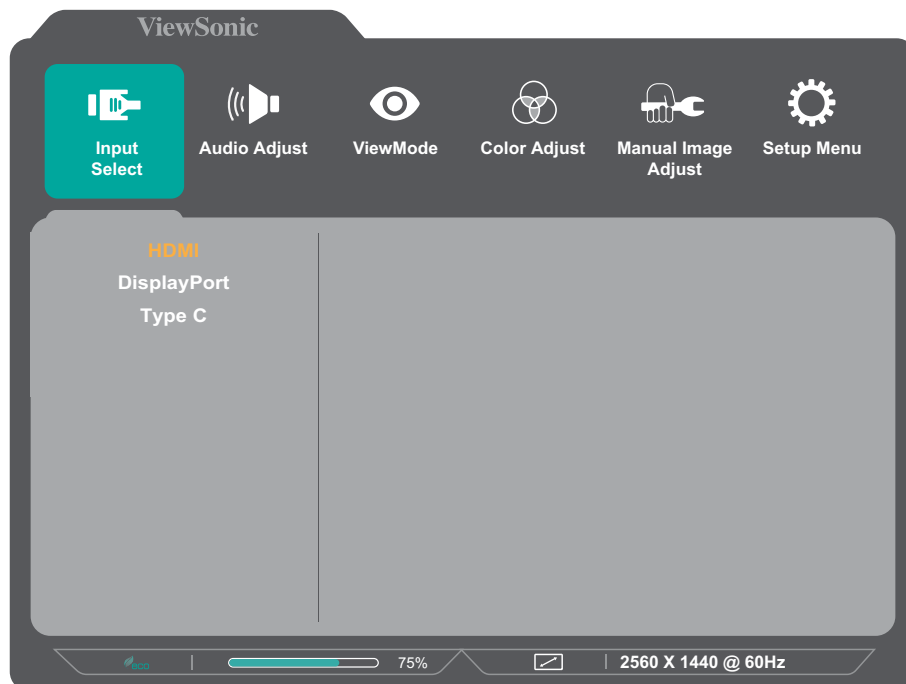 ViewSonic
Input
Select
Audio Adjust
ViewMode
Color Adjust
Manual Image
Adjust
Setup Menu
HDMI
DisplayPort
Type C
ECO
75%
2560 X 1440 @ 60Hz